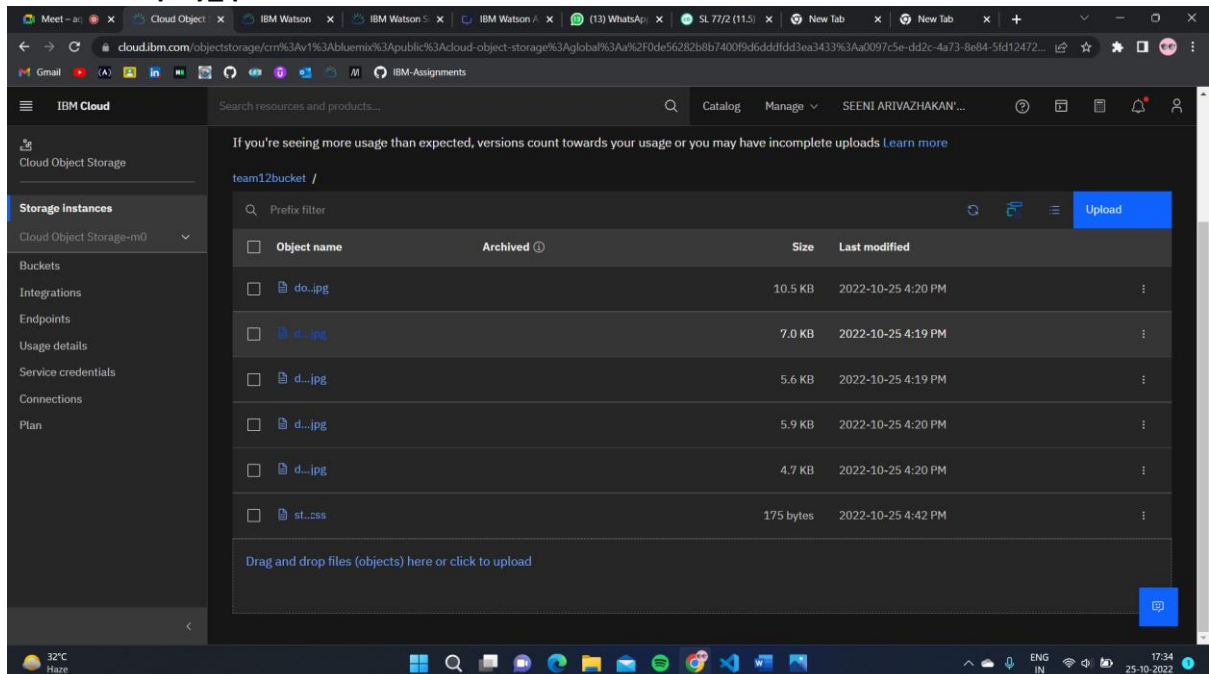 Meet – aq
Cloud Object
IBM Watson
IBM Watson S
IBM Watson A
(13) WhatsAp
SL 77/2 (11.5)
New Tab
New Tab
cloud.ibm.com/objectstorage/crn%3Av1%3Abluemix%3Apublic%3Acloud-object-storage%3Aglobal%3Aa%2F0de56282b8b7400f9d6dddfdd3ea3433%3Aa0097c5e-dd2c-4a73-8e84-5fd12472...
Gmail
IBM-Assignments
IBM Cloud
Search resources and products...
Catalog
Manage
SEENI ARIVAZHAKAN'...
Cloud Object Storage
Storage instances
Cloud Object Storage-m0
Buckets
Integrations
Endpoints
Usage details
Service credentials
Connections
Plan
If you're seeing more usage than expected, versions count towards your usage or you may have incomplete uploads Learn more
team12bucket /
Prefix filter
Upload
Object name Archived Size Last modified
do..jpg 10.5 KB 2022-10-25 4:20 PM
d...jpg 7.0 KB 2022-10-25 4:19 PM
d...jpg 5.6 KB 2022-10-25 4:19 PM
d...jpg 5.9 KB 2022-10-25 4:20 PM
d...jpg 4.7 KB 2022-10-25 4:20 PM
st..css 175 bytes 2022-10-25 4:42 PM
Drag and drop files (objects) here or click to upload
32°C
Haze
ENG
IN
17:34
25-10-2022
1